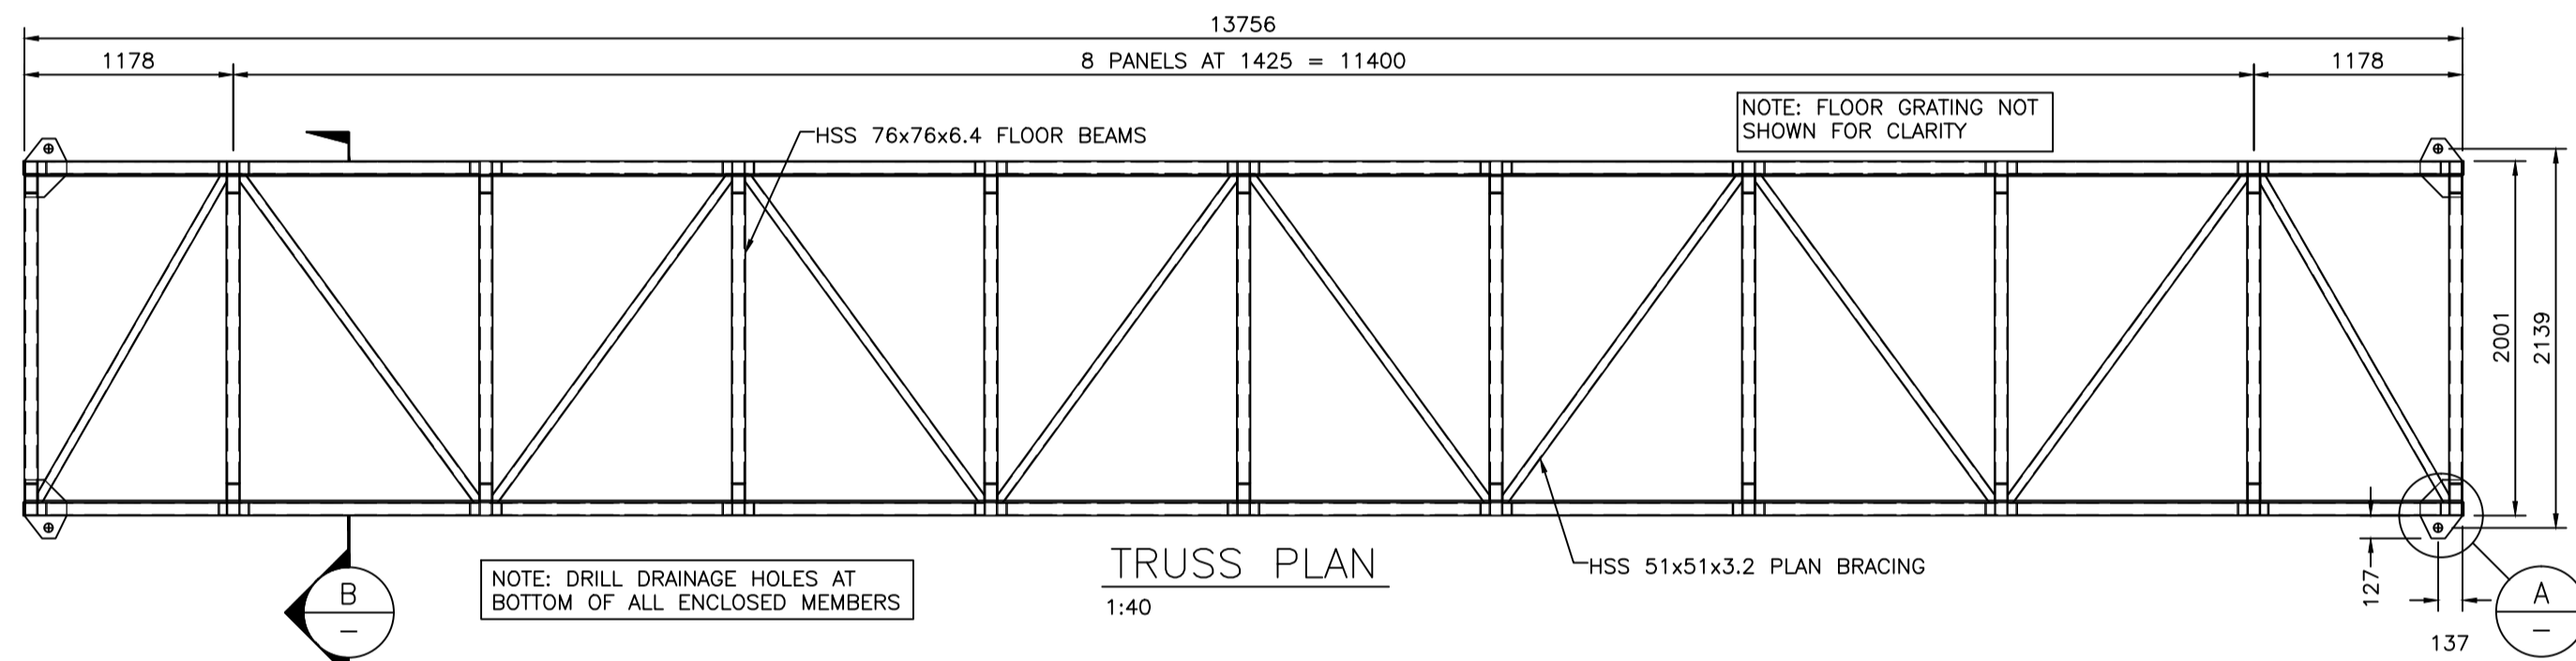 13756
1178
8 PANELS AT 1425 = 11400
1178
NOTE: FLOOR GRATING NOT
SHOWN FOR CLARITY
HSS 76x76x6.4 FLOOR BEAMS
2001
2139
HSS 51x51x3.2 PLAN BRACING
127
137
A
–
B
–
NOTE: DRILL DRAINAGE HOLES AT
BOTTOM OF ALL ENCLOSED MEMBERS
TRUSS PLAN
1:40